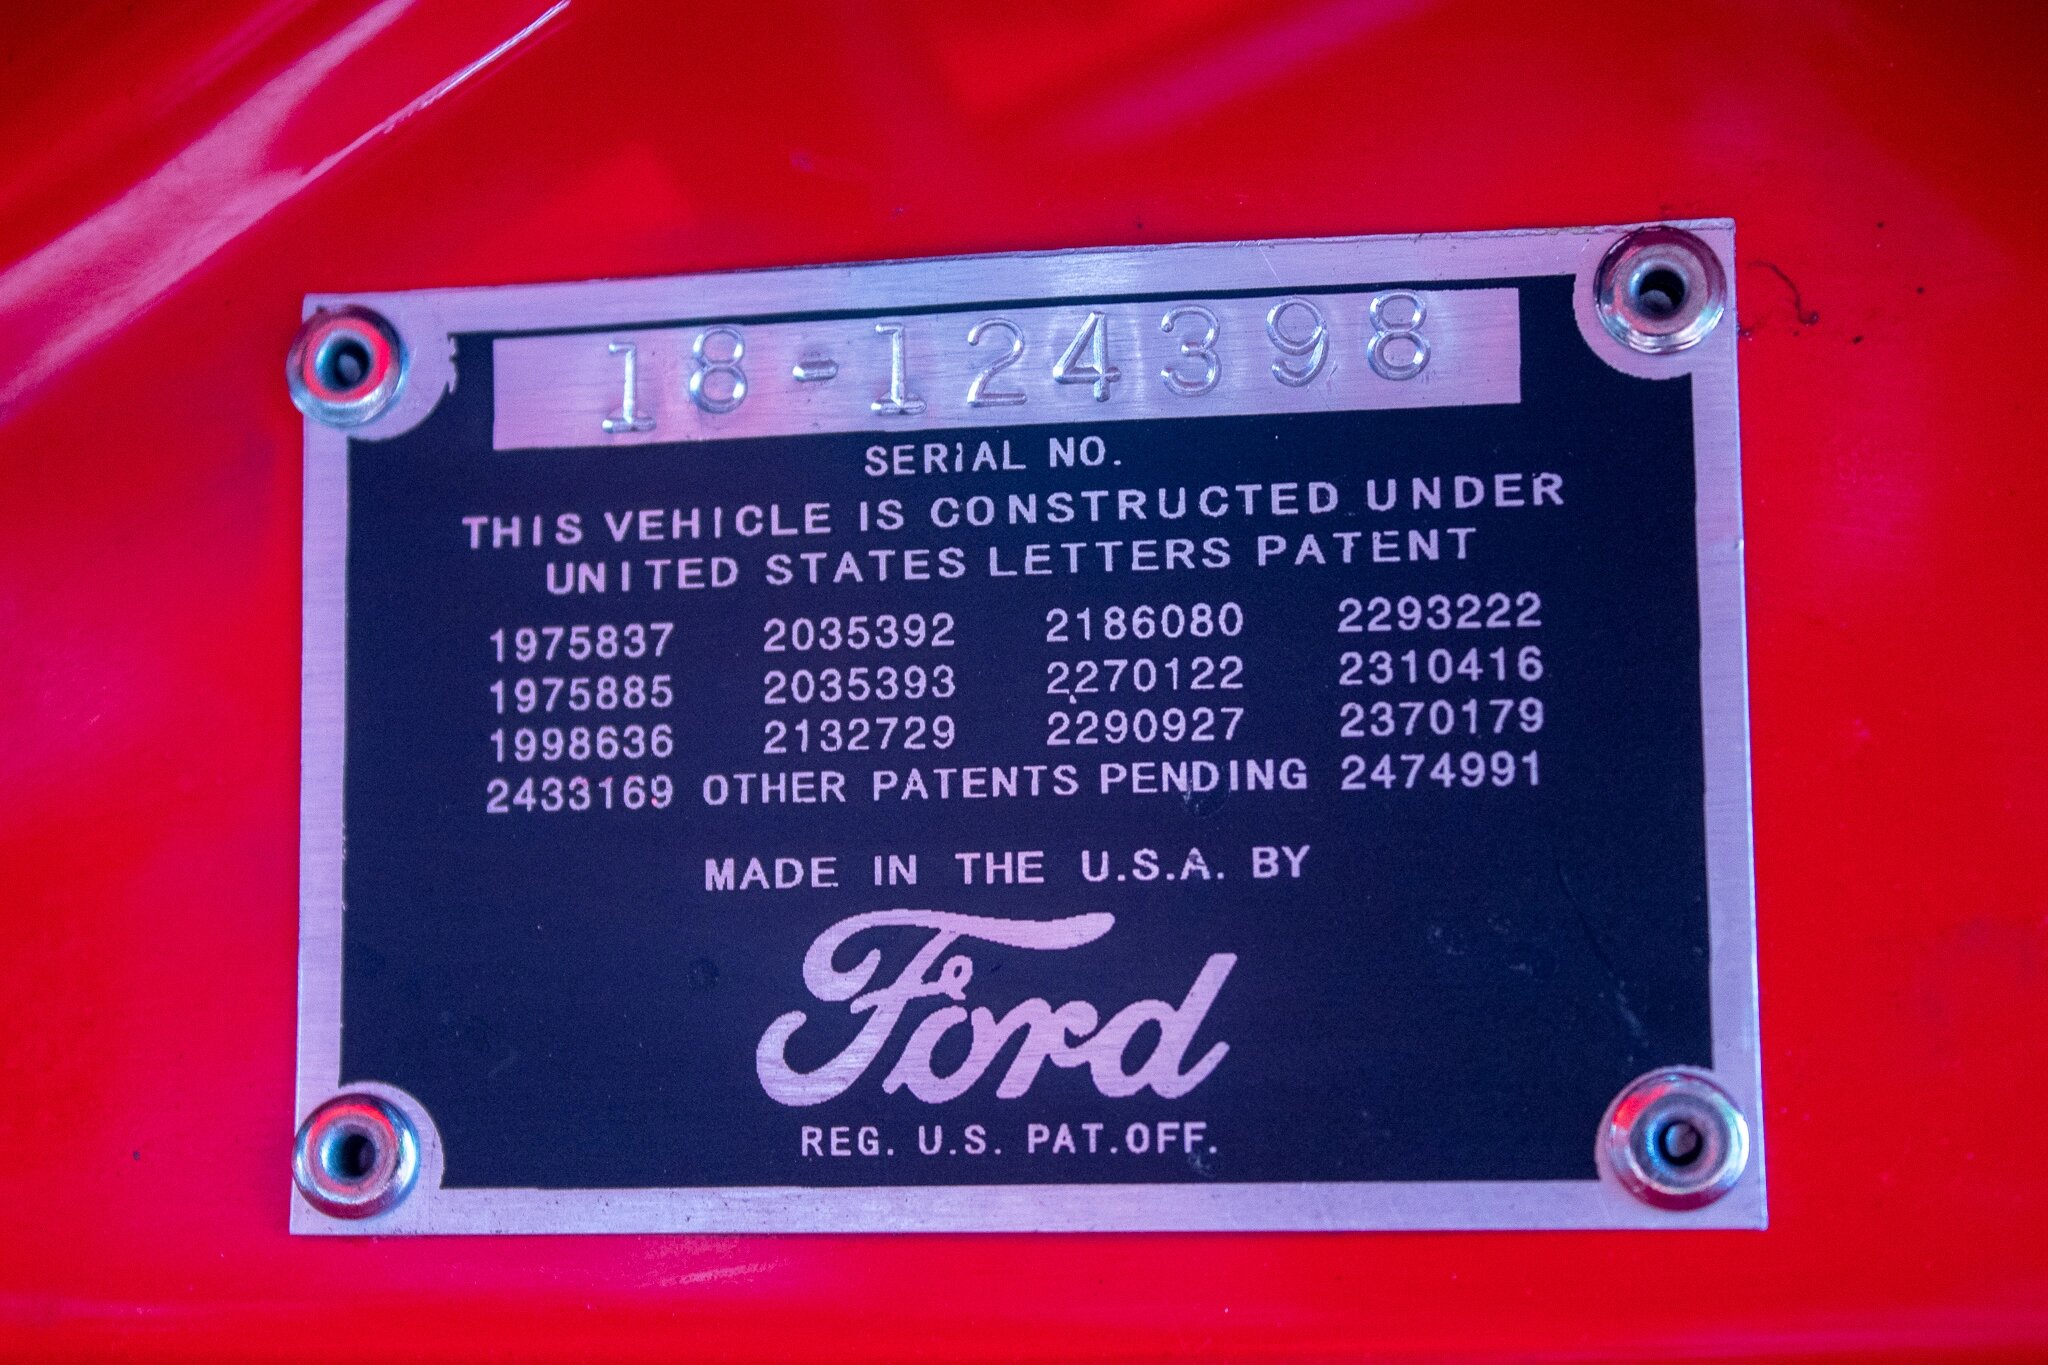 18-124398
SERIAL NO.
THIS VEHICLE IS CONSTRUCTED UNDER
UNITED STATES LETTERS PATENT
1975837 2035392 2186080 2293222
1975885 2035393 2270122 2310416
1998636 2132729 2290927 2370179
2433169 OTHER PATENTS PENDING 2474991
MADE IN THE U.S.A. BY
Ford
REG. U.S. PAT.OFF.